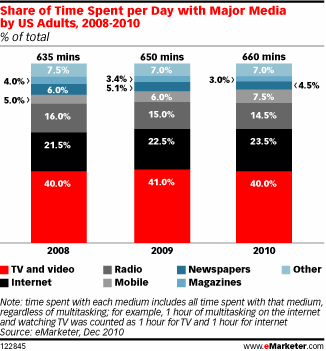 Share of Time Spent per Day with Major Media
by US Adults, 2008-2010
% of total
635 mins
650 mins
660 mins
7.5%
7.0%
7.0%
4.0%
3.4%
3.0%
6.0%
5.1%
4.5%
5.0%
6.0%
7.5%
16.0%
15.0%
14.5%
21.5%
22.5%
23.5%
40.0%
41.0%
40.0%
2008
2009
2010
TV and video
Radio
Newspapers
Other
Internet
Mobile
Magazines
Note: time spent with each medium includes all time spent with that medium,
regardless of multitasking; for example, 1 hour of multitasking on the internet
and watching TV was counted as 1 hour for TV and 1 hour for internet
Source: eMarketer, Dec 2010
122845
www.eMarketer.com